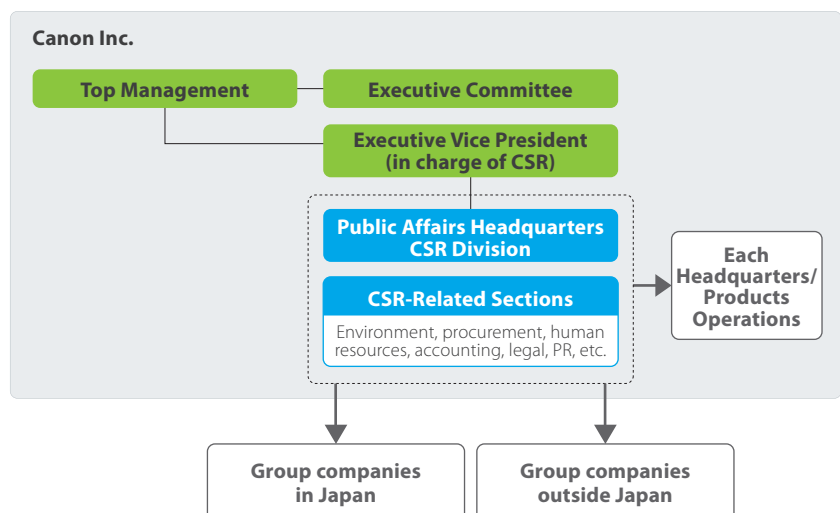 Canon Inc.
Top Management
Executive Committee
Executive Vice President
(in charge of CSR)
Public Affairs Headquarters
CSR Division
CSR-Related Sections
Environment, procurement, human
resources, accounting, legal, PR, etc.
Each
Headquarters/
Products
Operations
Group companies
in Japan
Group companies
outside Japan